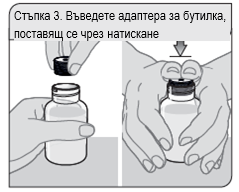 Стъпка 3. Въведете адаптера за бутилка,
поставящ се чрез натискане